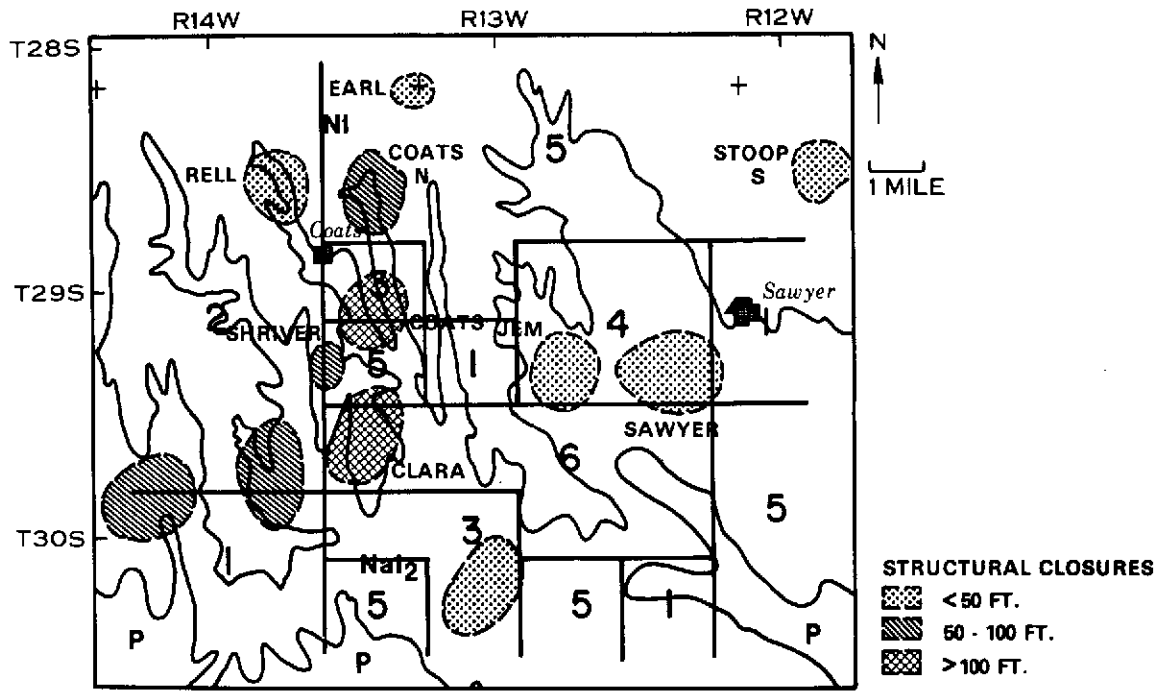 R14W R13W R12W
T28S
N
EARL
NI
5
COATS
N
STOOP
S
RELL
1 MILE
Coats
T29S
2
3
Sawyer
SHRIVER
COATS
JEM
4
5
1
SAWYER
CLARA
6
5
T30S
3
1
Nal2
5
5
1
P
P
P
STRUCTURAL CLOSURES
<50 FT.
50 - 100 FT.
>100 FT.